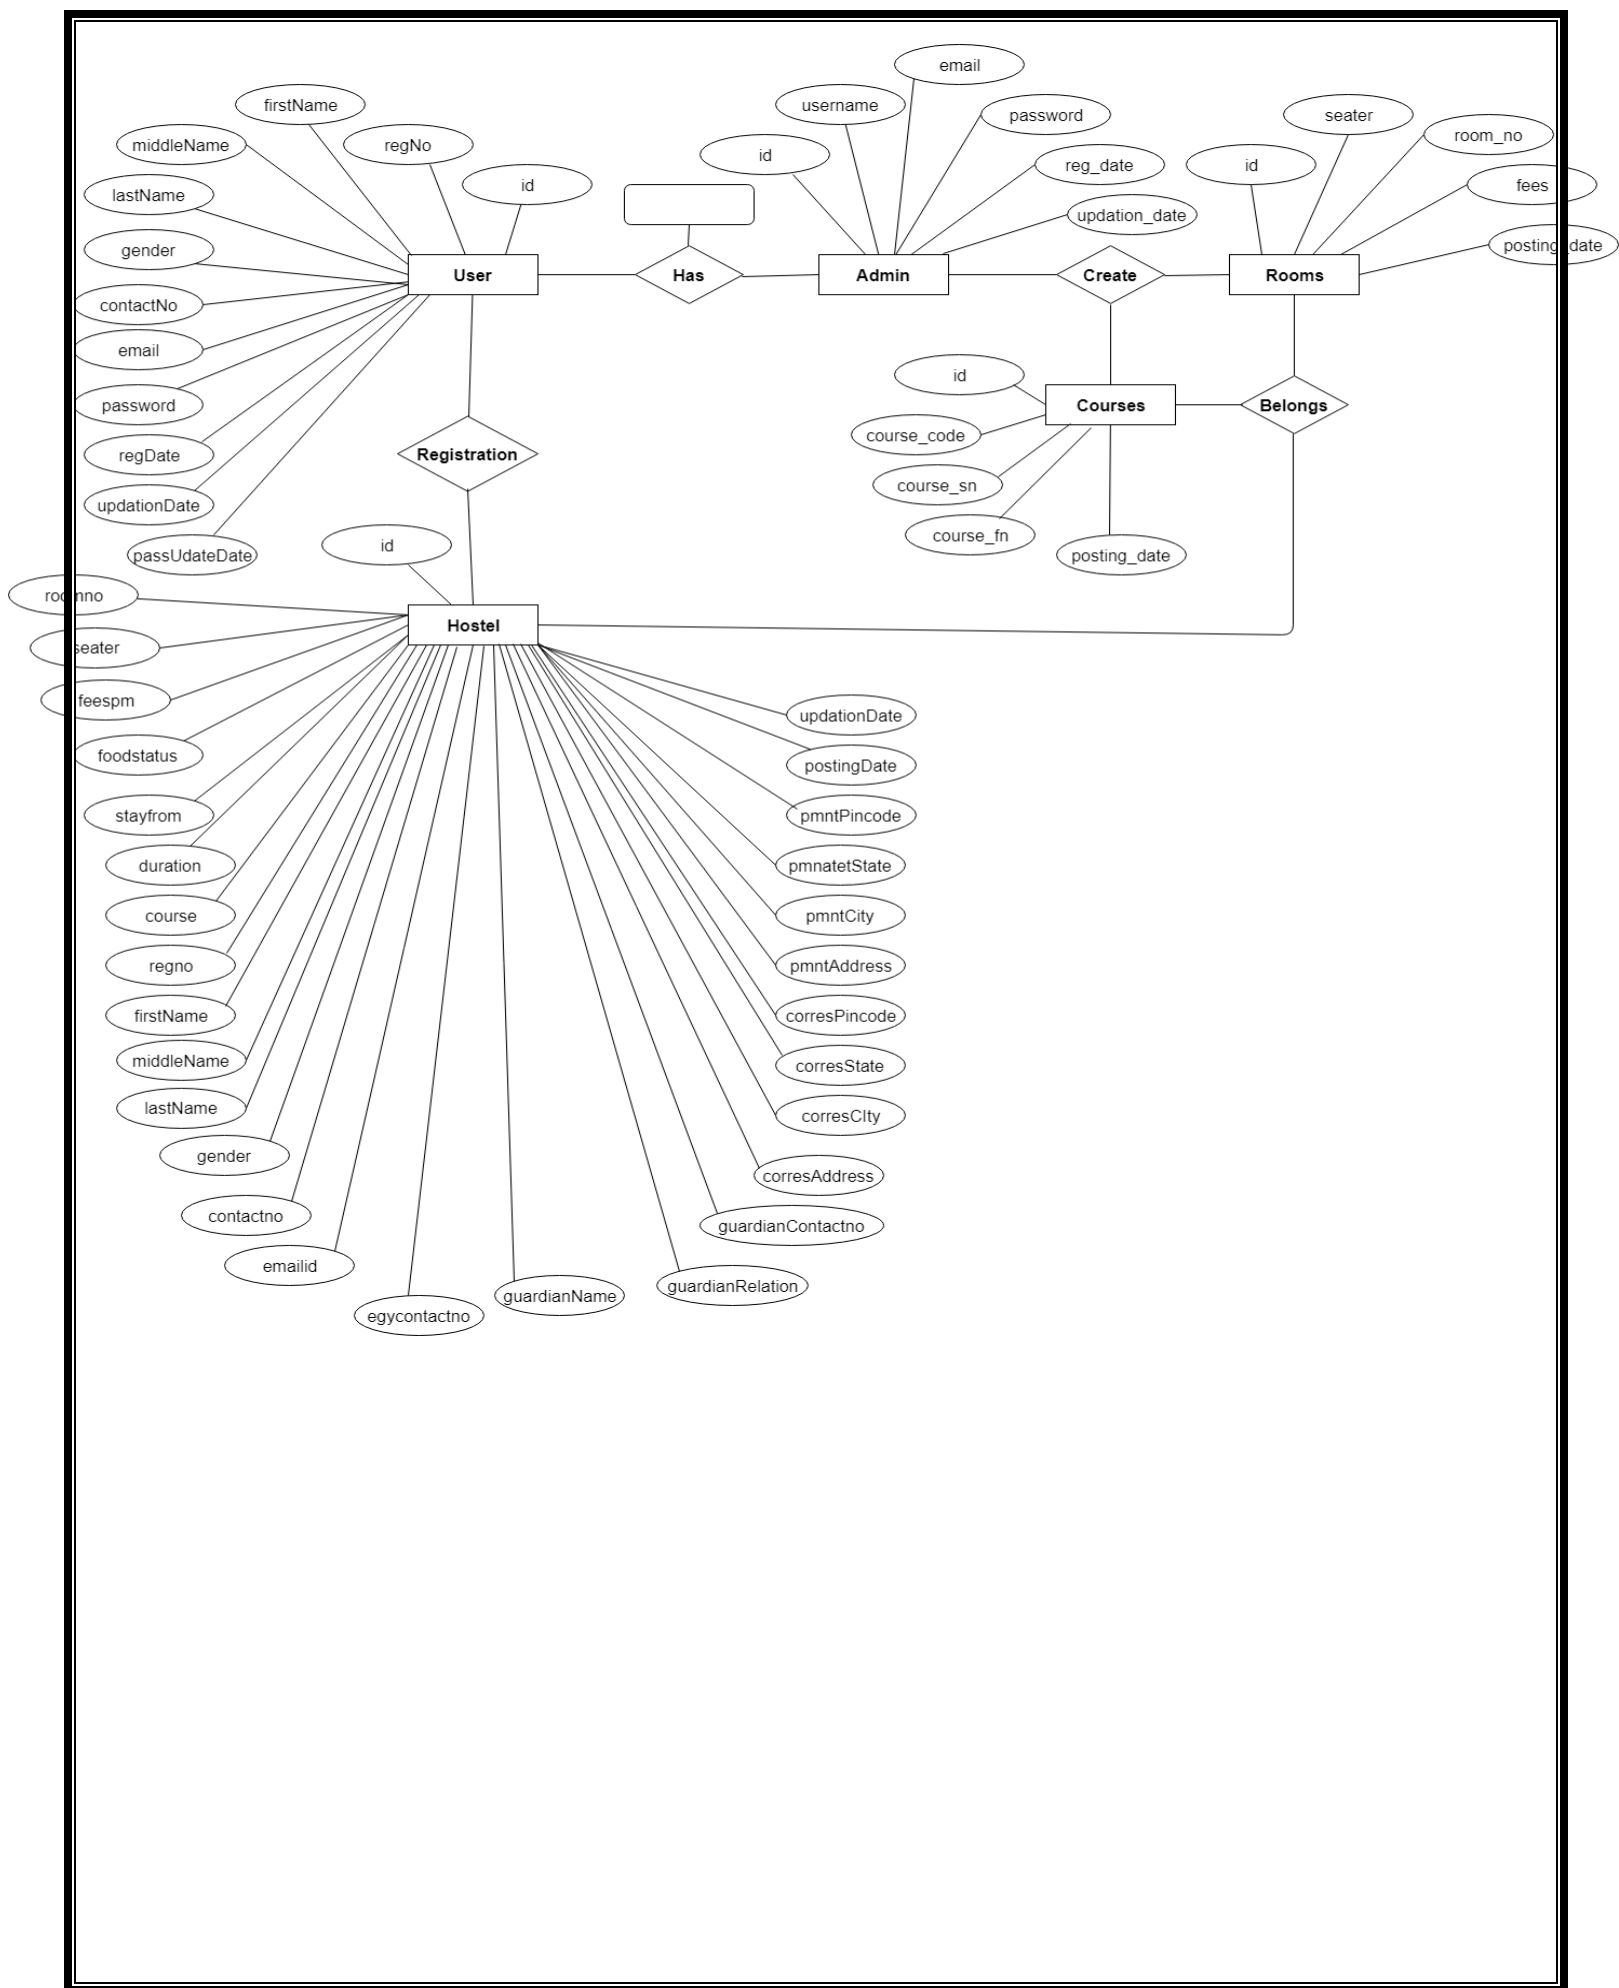 email
firstName
username
password
seater
room_no
middleName
regNo
id
reg_date
id
fees
lastName
id
updation_date
gender
posting_date
User
Has
Admin
Create
Rooms
contactNo
email
id
password
Courses
Belongs
course_code
regDate
Registration
course_sn
updationDate
course_fn
passUdateDate
id
posting_date
roomno
Hostel
seater
feespm
updationDate
foodstatus
postingDate
stayfrom
pmntPincode
duration
pmnatetState
course
pmntCity
regno
pmntAddress
firstName
corresPincode
middleName
corresState
lastName
corresCIty
gender
corresAddress
contactno
guardianContactno
emailid
guardianRelation
guardianName
egycontactno